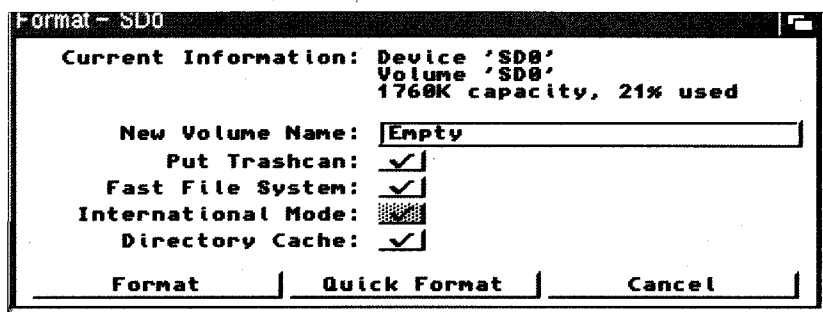 Format – SD0
Current Information: Device 'SD0'
Volume 'SD0'
1760K capacity, 21% used
New Volume Name: Empty
Put Trashcan:
Fast File System:
International Mode:
Directory Cache:
Format Quick Format Cancel